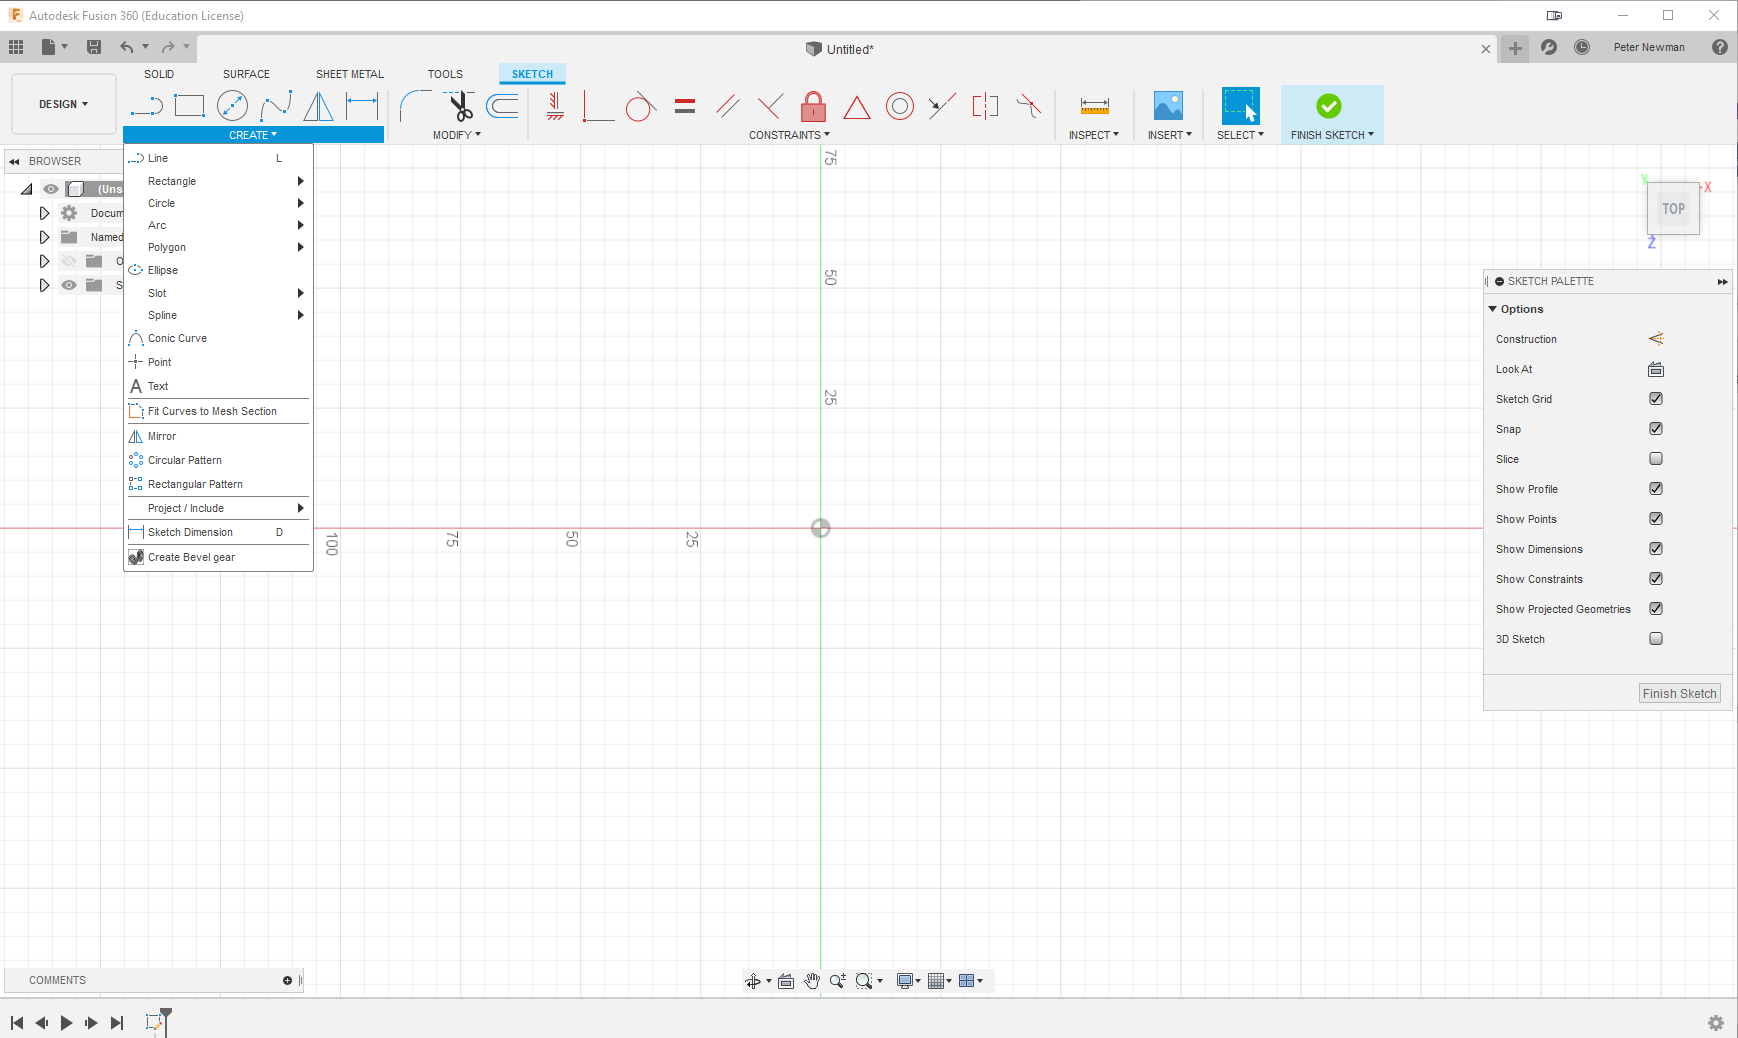 Autodesk Fusion 360 (Education License)
Untitled*
Peter Newman
SOLID
SURFACE
SHEET METAL
TOOLS
SKETCH
DESIGN
CREATE
MODIFY
CONSTRAINTS
INSPECT
INSERT
SELECT
FINISH SKETCH
BROWSER
(Uns
Docum
Named
O
S
Line L
Rectangle
Circle
Arc
Polygon
Ellipse
Slot
Spline
Conic Curve
Point
A Text
Fit Curves to Mesh Section
Mirror
Circular Pattern
Rectangular Pattern
Project / Include
Sketch Dimension D
Create Bevel gear
75
50
25
100
75
50
25
Y
X
TOP
Z
SKETCH PALETTE
Options
Construction
Look At
Sketch Grid
Snap
Slice
Show Profile
Show Points
Show Dimensions
Show Constraints
Show Projected Geometries
3D Sketch
Finish Sketch
COMMENTS